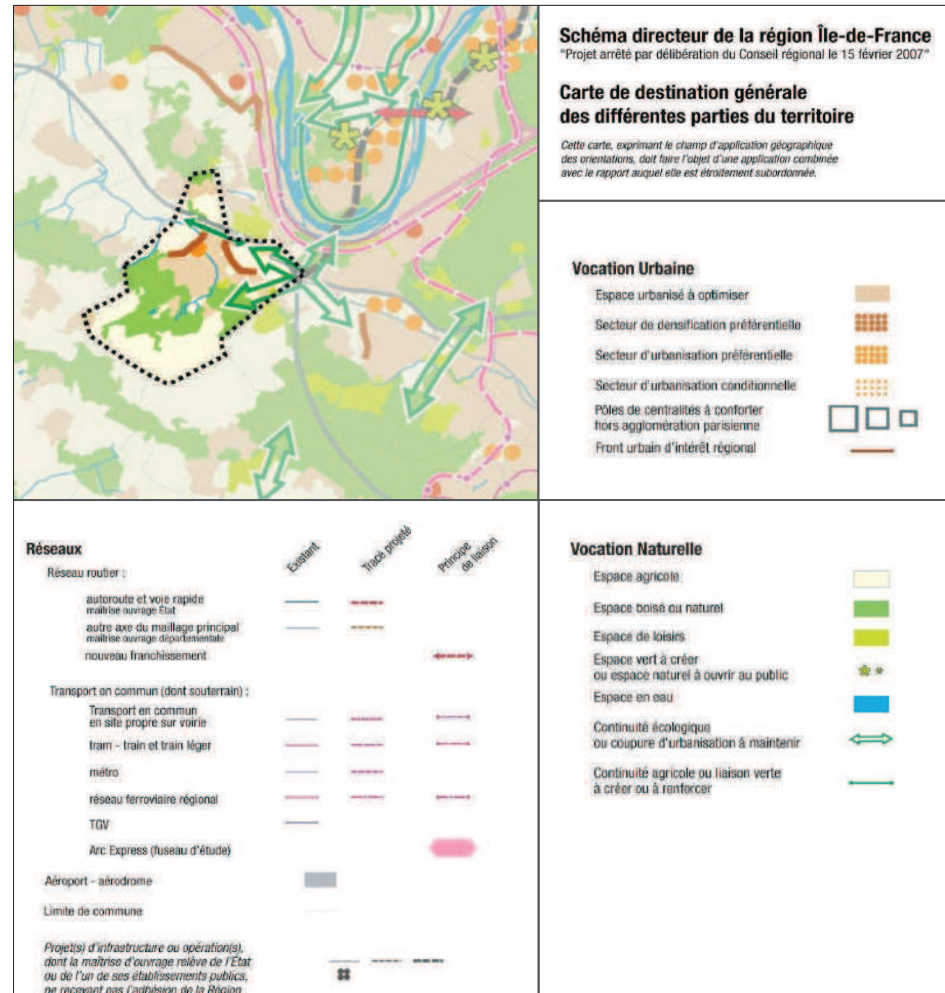 Schéma directeur de la région Île-de-France
"Projet arrêté par délibération du Conseil régional le 15 février 2007"
Carte de destination générale
des différentes parties du territoire
Cette carte, exprimant le champ d'application géographique
des orientations, doit faire l'objet d'une application combinée
avec le rapport auquel elle est étroitement subordonnée.
Vocation Urbaine
Espace urbanisé à optimiser
Secteur de densification préférentielle
Secteur d'urbanisation préférentielle
Secteur d'urbanisation conditionnelle
Pôles de centralités à conforter
hors agglomération parisienne
Front urbain d'intérêt régional
Réseaux
Existant
Tracé projeté
Principe
de liaison
Réseau routier :
autoroute et voie rapide
maîtrise ouvrage État
autre axe du maillage principal
maîtrise ouvrage départementale
nouveau franchissement
Transport en commun (dont souterrain) :
Transport en commun
en site propre sur voirie
tram - train et train léger
métro
réseau ferroviaire régional
TGV
Arc Express (fuseau d'étude)
Aéroport - aérodrome
Limite de commune
Projet(s) d'infrastructure ou opération(s),
dont la maîtrise d'ouvrage relève de l'État
ou de l'un de ses établissements publics,
ne recevant pas l'adhésion de la Région
Vocation Naturelle
Espace agricole
Espace boisé ou naturel
Espace de loisirs
Espace vert à créer
ou espace naturel à ouvrir au public
Espace en eau
Continuité écologique
ou coupure d'urbanisation à maintenir
Continuité agricole ou liaison verte
à créer ou à renforcer